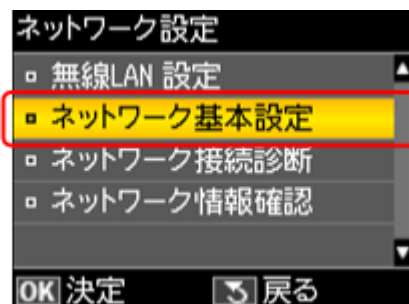 ネットワーク設定
無線LAN 設定
ネットワーク基本設定
ネットワーク接続診断
ネットワーク情報確認
OK 決定 戻る